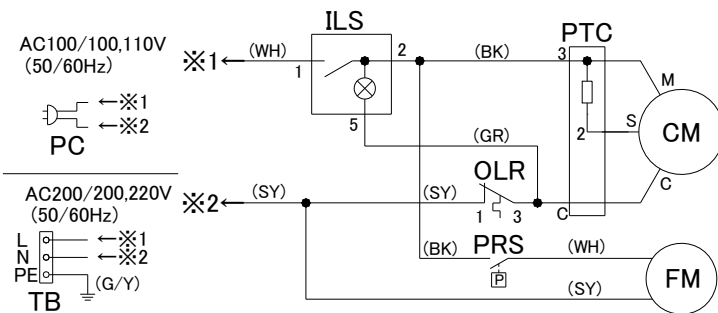 AC100/100,110V
(50/60Hz)
←※1
←※2
PC
AC200/200,220V
(50/60Hz)
L ←※1
N ←※2
PE (G/Y)
TB
ILS
※1← (WH) 1 2 (BK)
5
(GR)
PTC
3
2
C
M
S
C
CM
OLR
※2← (SY) (SY) 1 3
(BK) PRS (WH)
P
(SY)
FM